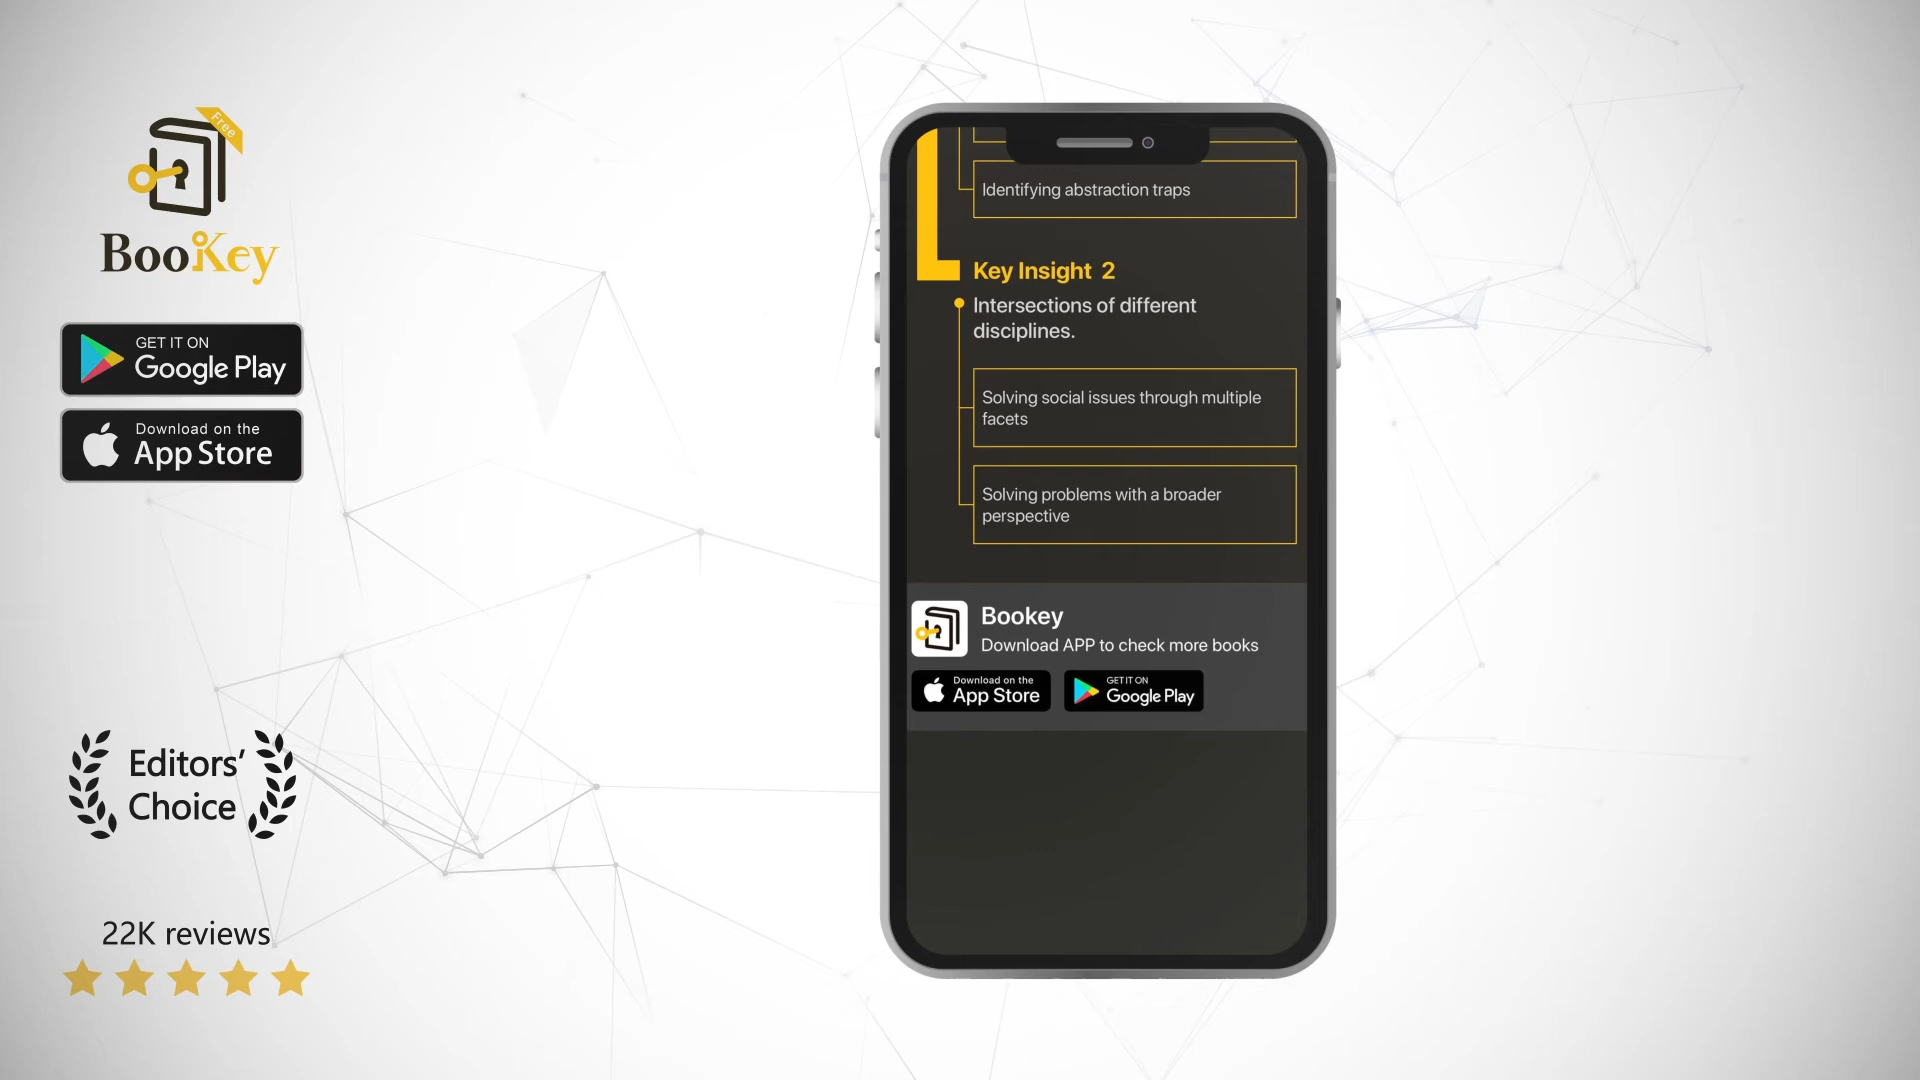 Free
BooKey
GET IT ON
Google Play
Download on the
App Store
Editors’
Choice
22K reviews
Identifying abstraction traps
Key Insight 2
Intersections of different
disciplines.
Solving social issues through multiple
facets
Solving problems with a broader
perspective
Bookey
Download APP to check more books
Download on the
App Store
GET IT ON
Google Play